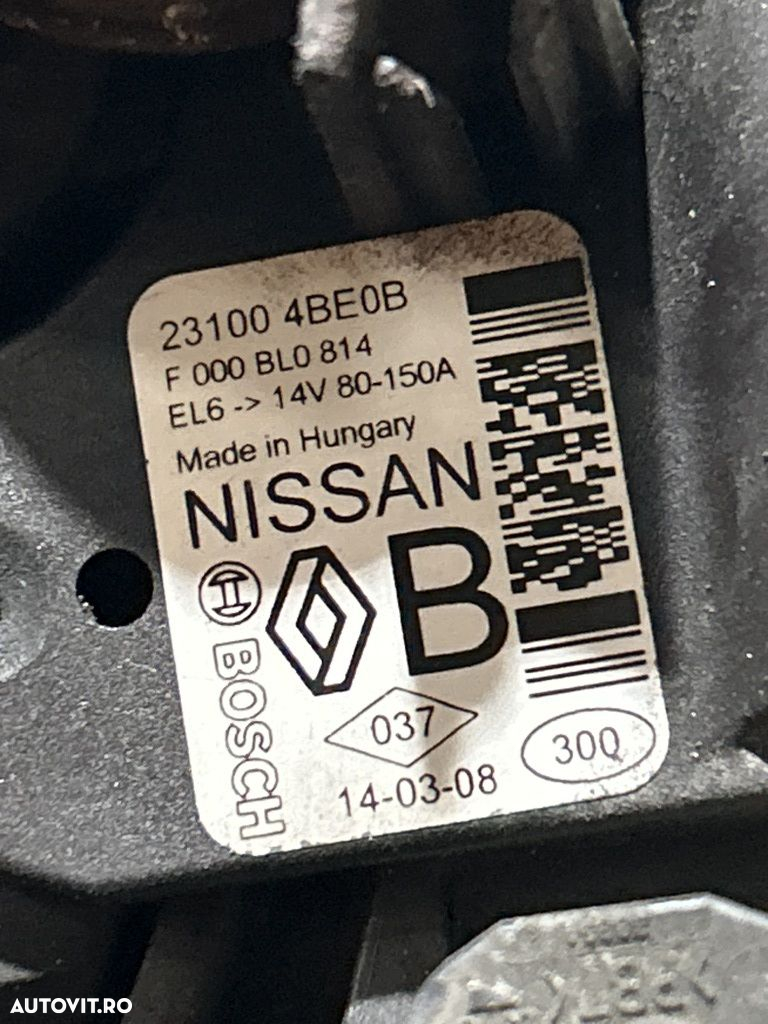 23100 4BE0B
F 000 BL0 814
EL6 -> 14V 80-150A
Made in Hungary
NISSAN
B
BOSCH
037
300
14-03-08
AUTOVIT.RO